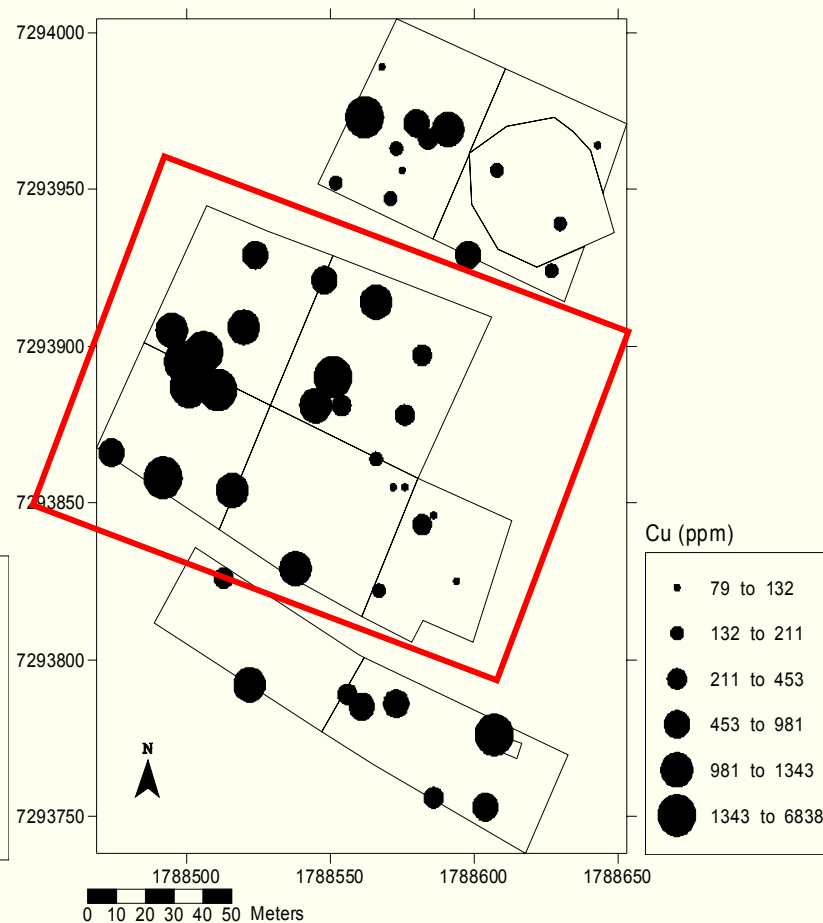 7294000
7293950
7293900
7293850
7293800
7293750
Cu (ppm)
79 to 132
132 to 211
211 to 453
453 to 981
981 to 1343
1343 to 6838
N
1788500 1788550 1788600 1788650
0 10 20 30 40 50 Meters